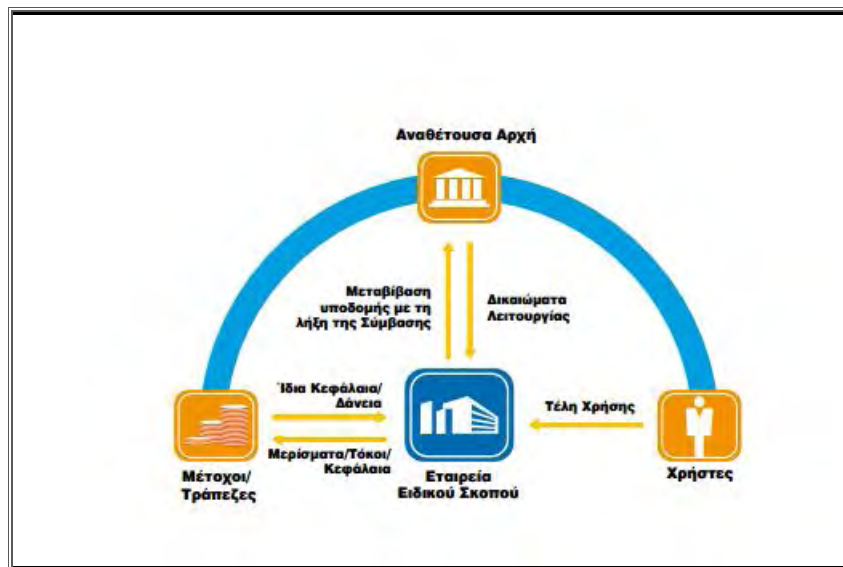 Αναθέτουσα Αρχή
Μεταβίβαση
υποδομής με τη
λήξη της Σύμβασης
Δικαιώματα
Λειτουργίας
Ίδια Κεφάλαια/
Δάνεια
Τέλη Χρήσης
Μερίσματα/Τόκοι/
Κεφάλαια
Μέτοχοι/
Τράπεζες
Εταιρεία
Ειδικού Σκοπού
Χρήστες